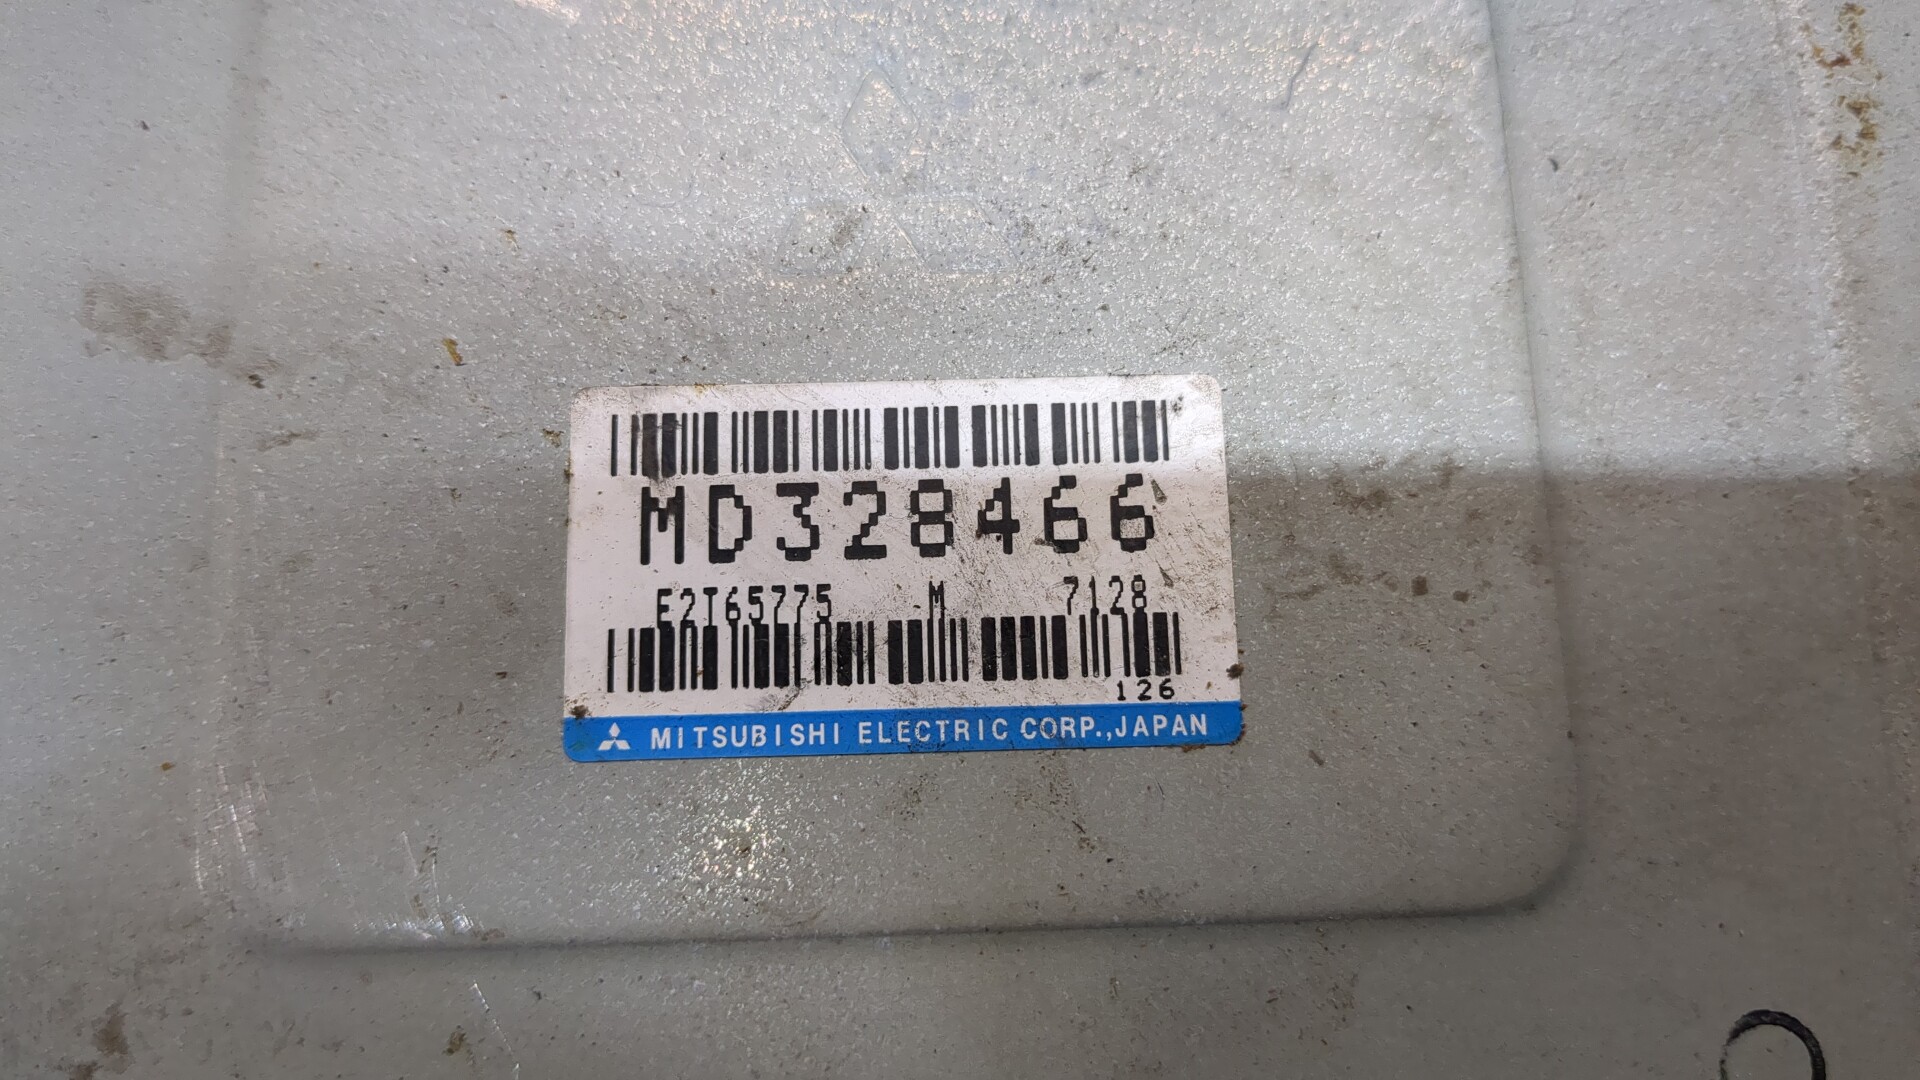 MD328466
E2T65775 M 7128
126
MITSUBISHI ELECTRIC CORP.,JAPAN